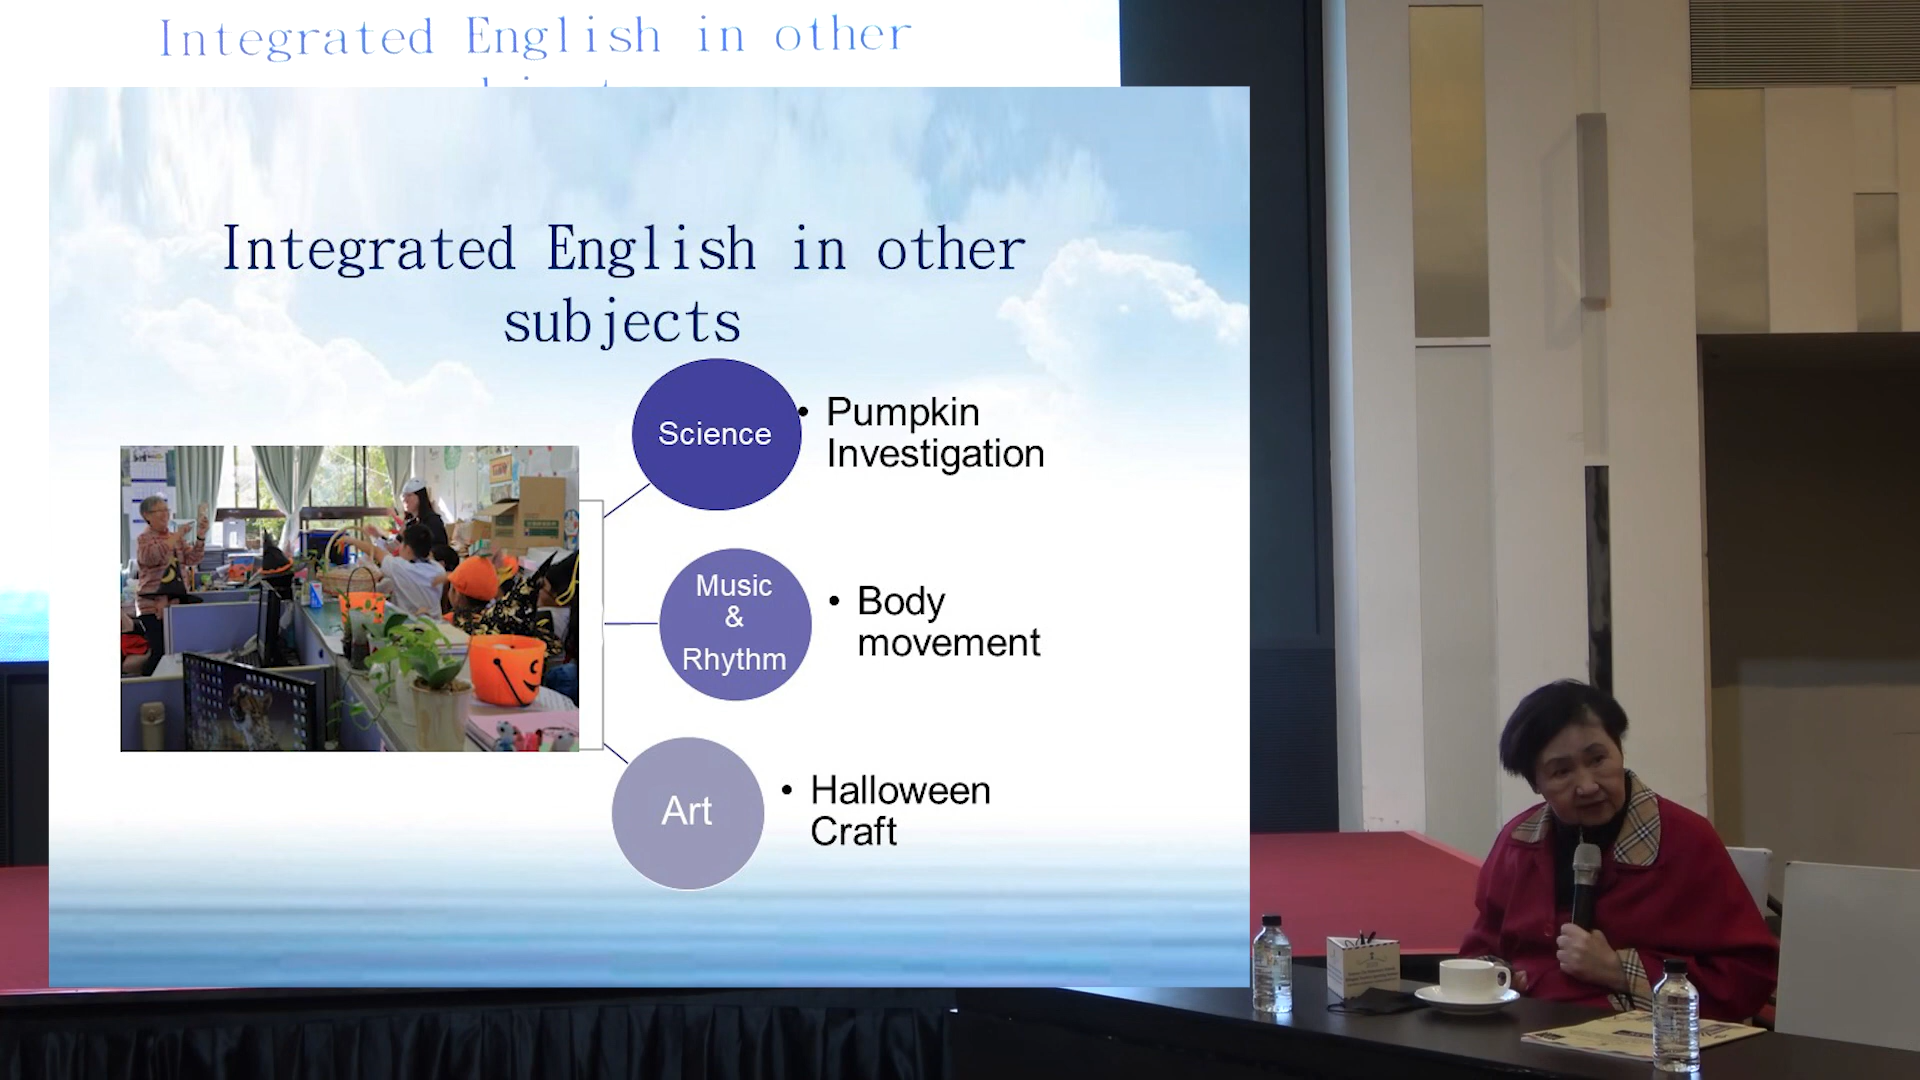 Integrated English in other
Integrated English in other
subjects
Science
• Pumpkin
Investigation
Music
&
Rhythm
• Body
movement
Art
• Halloween
Craft